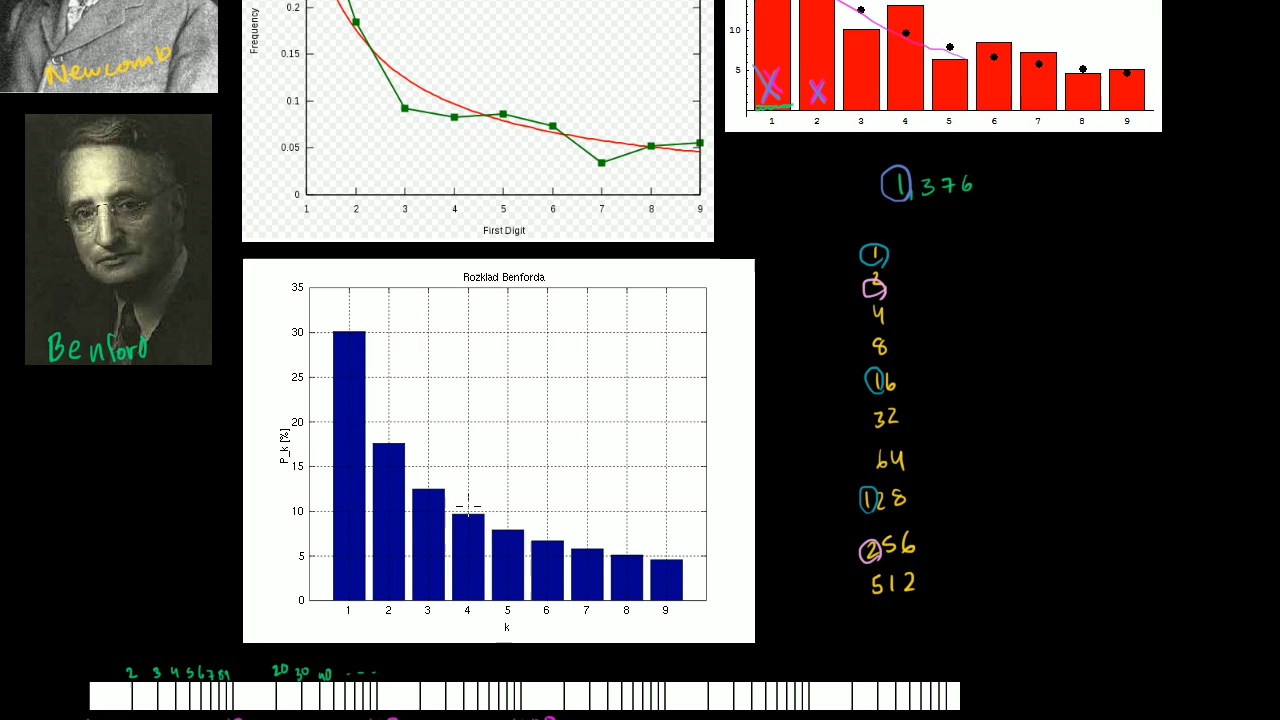 Newcomb
Benford
Frequency
0.2
0.15
0.1
0.05
0
1 2 3 4 5 6 7 8 9
First Digit
10
5
1 2 3 4 5 6 7 8 9
1,376
1
2
4
8
16
32
64
128
256
512
Rozklad Benforda
P_k [%]
35
30
25
20
15
10
5
0
1 2 3 4 5 6 7 8 9
k
2 3 4 5 6 7 8 9 20 30 40 ----